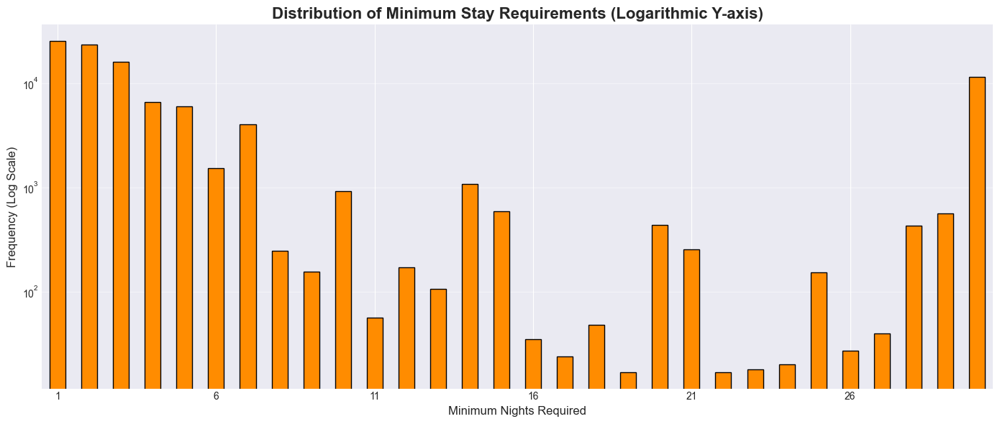 Distribution of Minimum Stay Requirements (Logarithmic Y-axis)
Frequency (Log Scale)
10^4
10^3
10^2
1 6 11 16 21 26
Minimum Nights Required